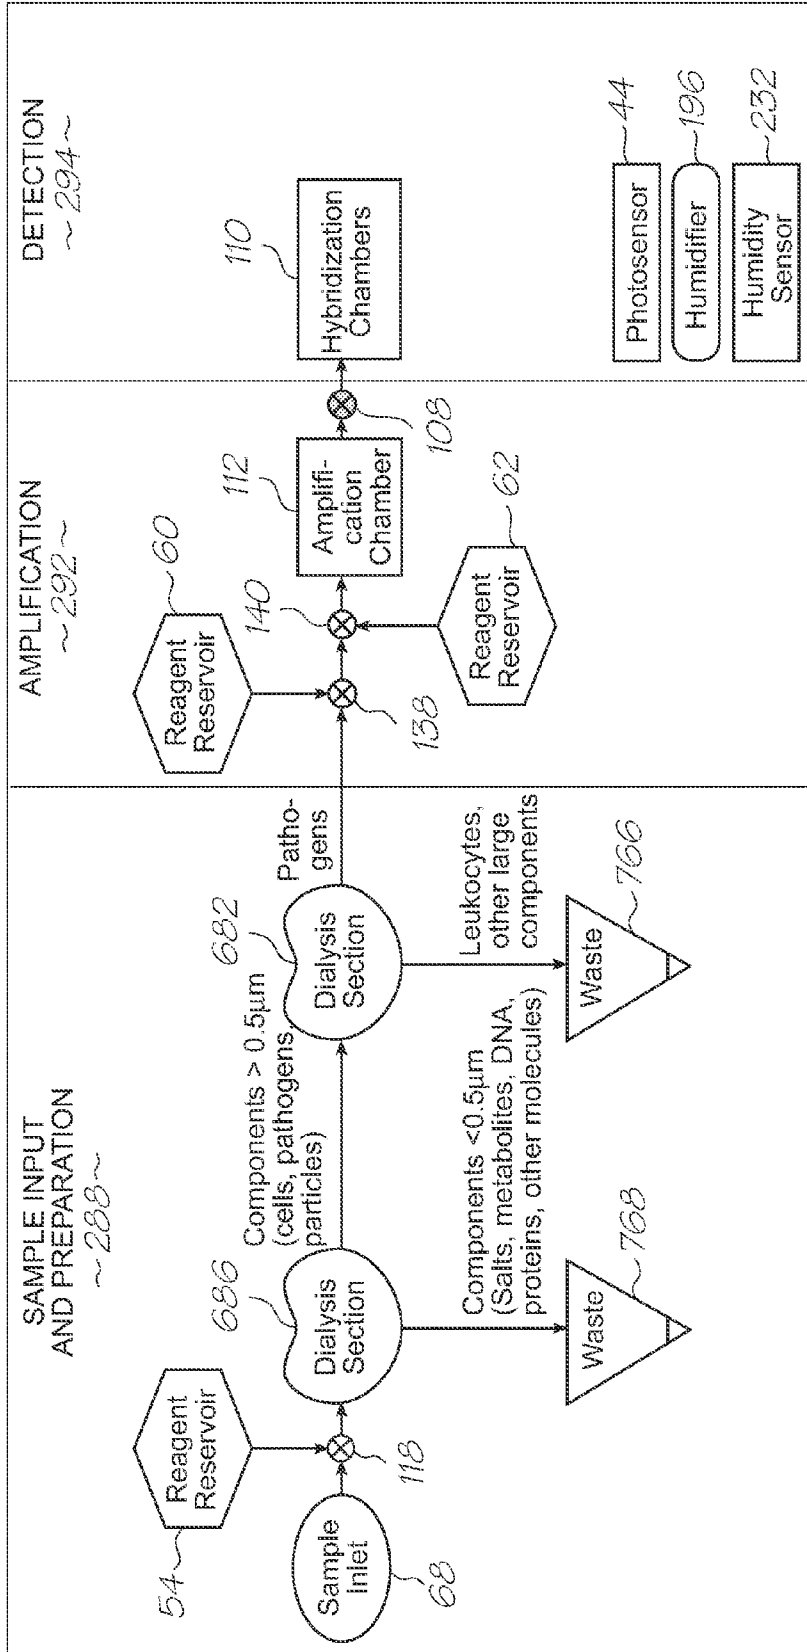 SAMPLE INPUT
AND PREPARATION
~288~
AMPLIFICATION
~292~
DETECTION
~294~
54
Reagent
Reservoir
Sample
Inlet
68
118
686
Dialysis
Section
Components > 0.5µm
(cells, pathogens,
particles)
Components <0.5µm
(Salts, metabolites, DNA,
proteins, other molecules)
Waste
768
682
Dialysis
Section
Patho-
gens
Leukocytes,
other large
components
Waste
766
60
Reagent
Reservoir
138
140
Reagent
Reservoir
62
112
Amplifi-
cation
Chamber
108
110
Hybridization
Chambers
Photosensor
44
Humidifier
196
Humidity
Sensor
232